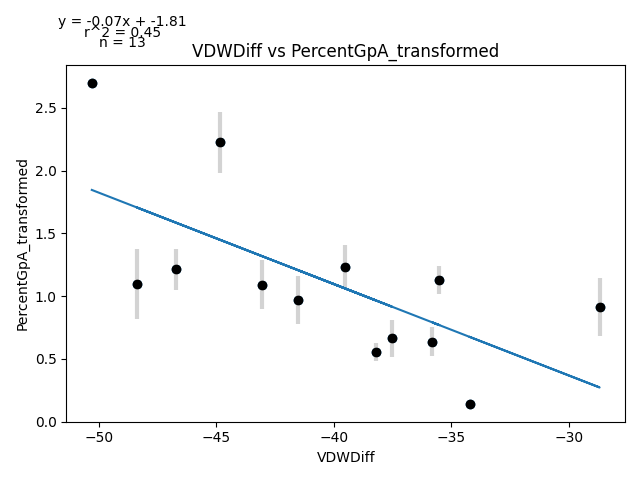 y = -0.07x + -1.81
r^2 = 0.45
n = 13
VDWDiff vs PercentGpA_transformed
PercentGpA_transformed
2.5
2.0
1.5
1.0
0.5
0.0
−50
−45
−40
−35
−30
VDWDiff